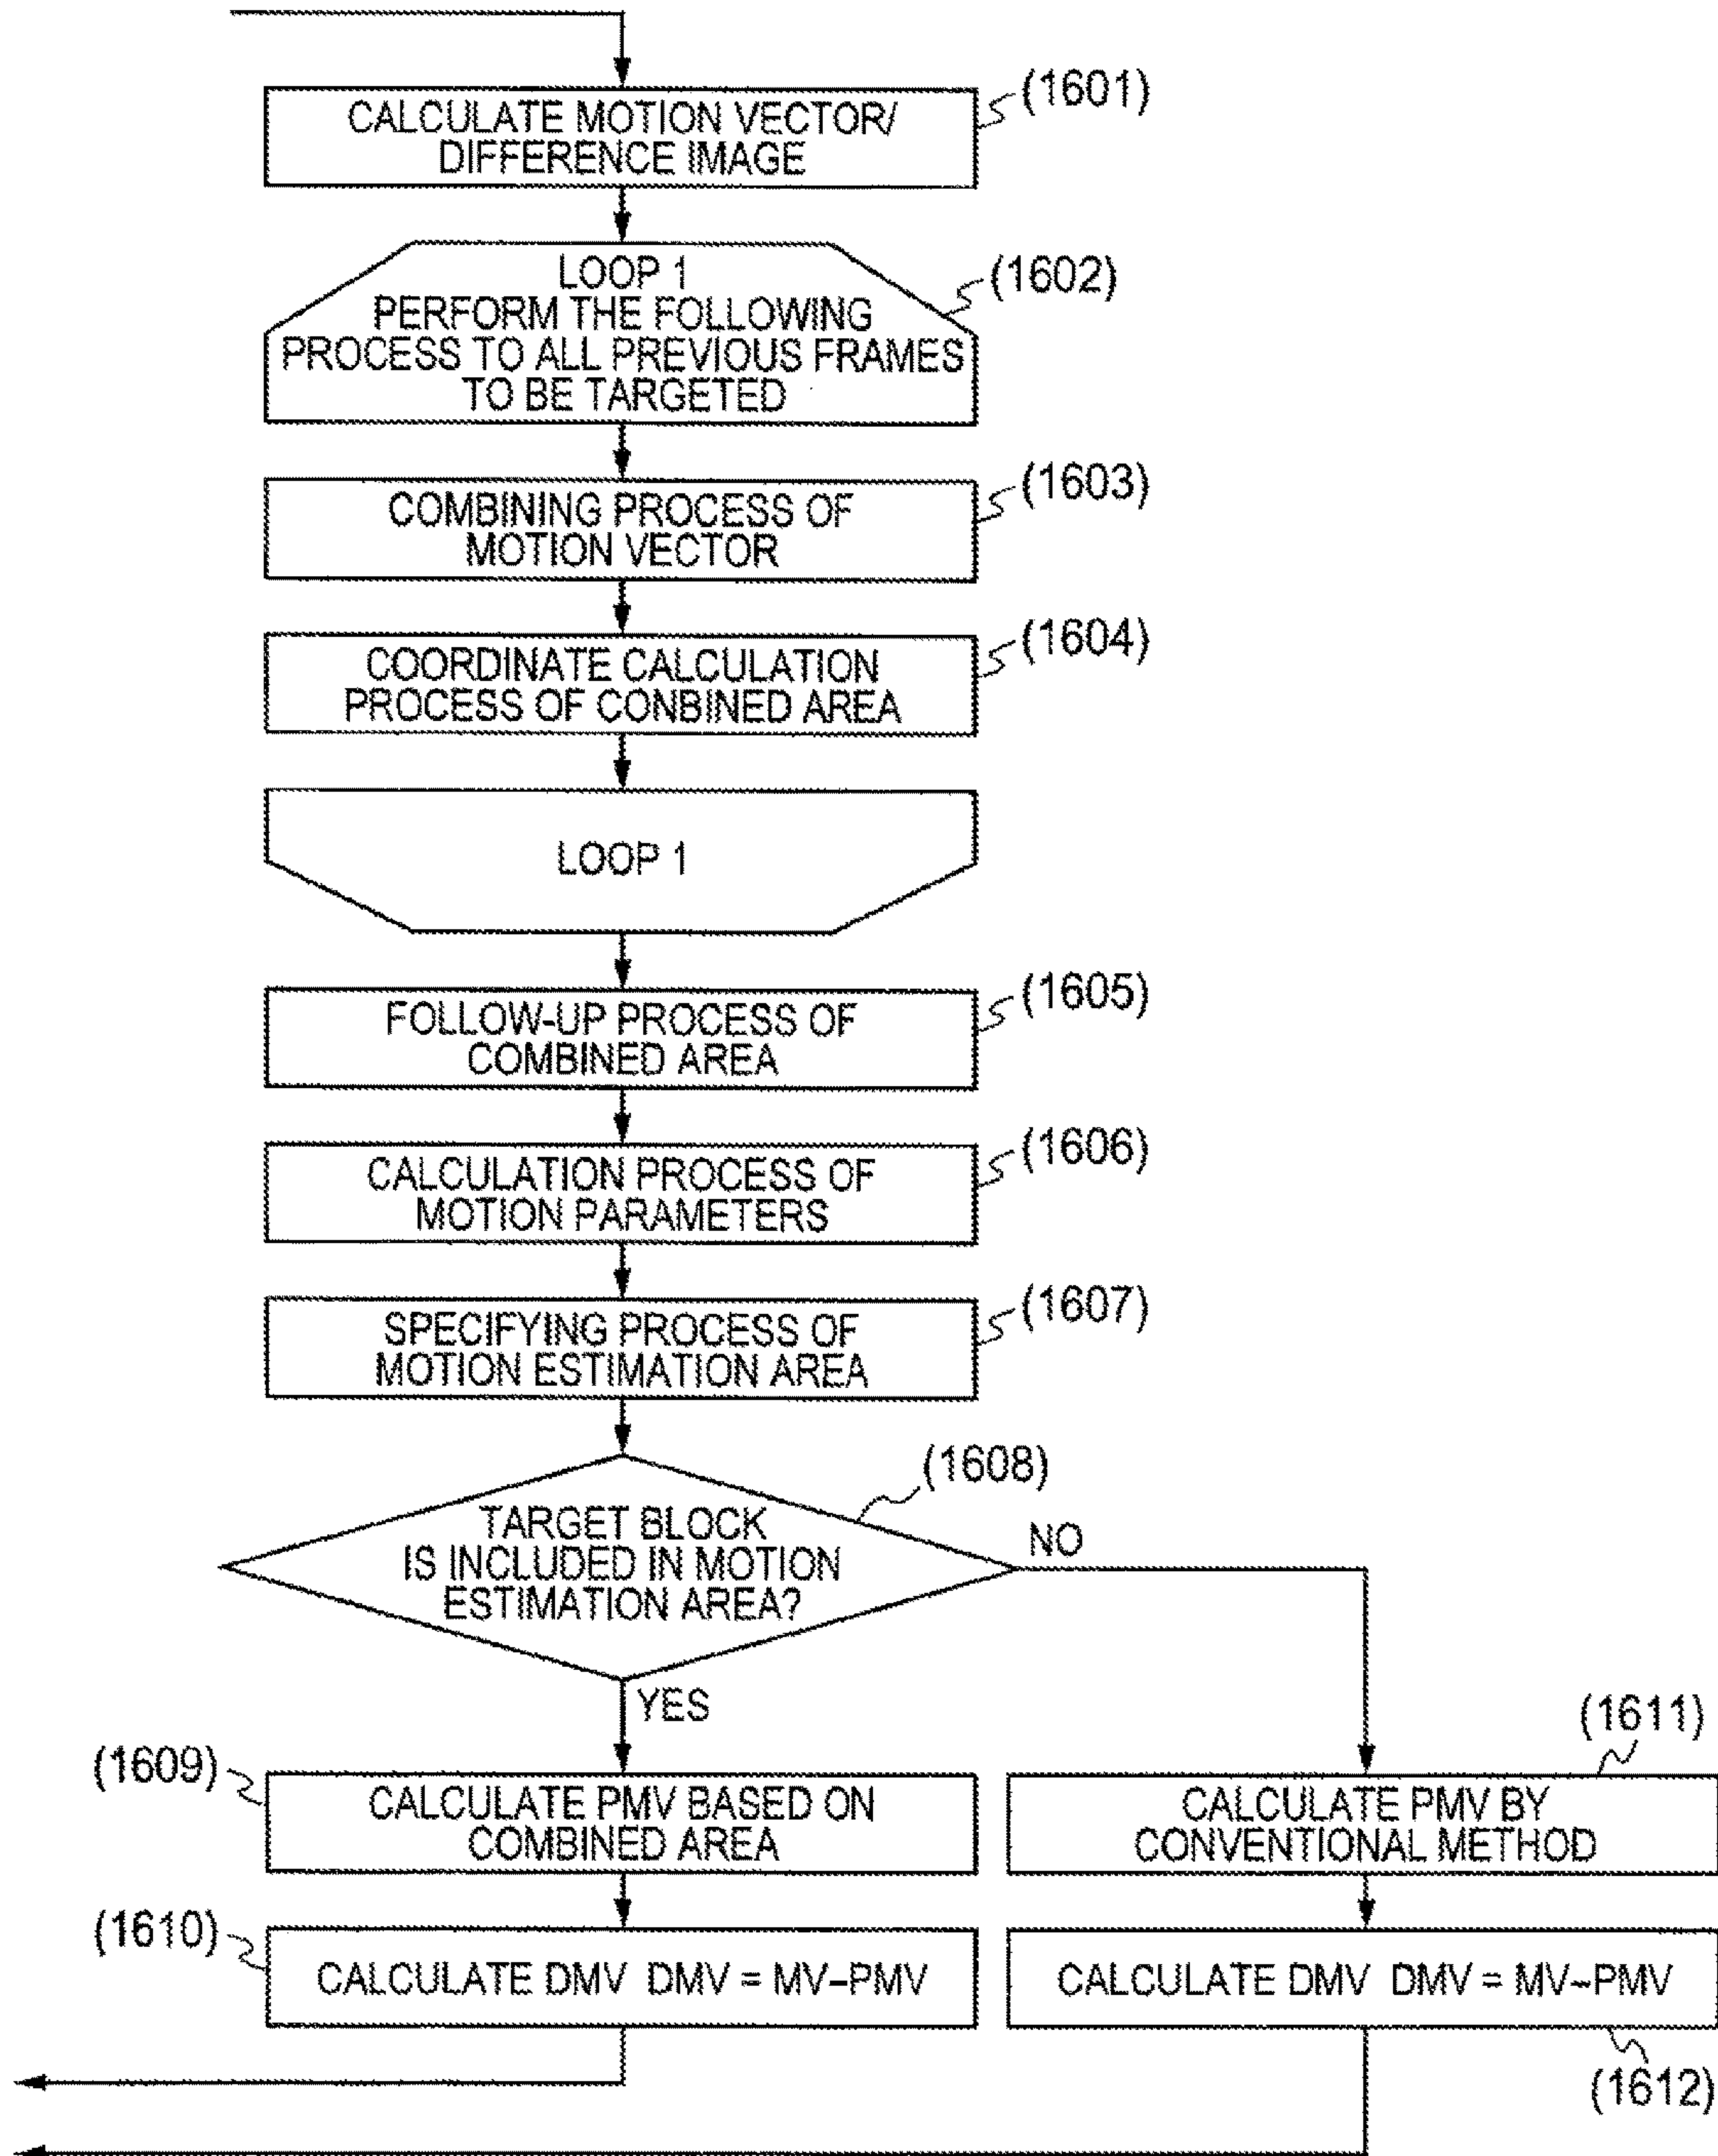 (1601)
CALCULATE MOTION VECTOR/
DIFFERENCE IMAGE
(1602)
LOOP 1
PERFORM THE FOLLOWING
PROCESS TO ALL PREVIOUS FRAMES
TO BE TARGETED
(1603)
COMBINING PROCESS OF
MOTION VECTOR
(1604)
COORDINATE CALCULATION
PROCESS OF CONBINED AREA
LOOP 1
(1605)
FOLLOW-UP PROCESS OF
COMBINED AREA
(1606)
CALCULATION PROCESS OF
MOTION PARAMETERS
(1607)
SPECIFYING PROCESS OF
MOTION ESTIMATION AREA
(1608)
TARGET BLOCK
IS INCLUDED IN MOTION
ESTIMATION AREA?
NO
YES
(1609)
CALCULATE PMV BASED ON
COMBINED AREA
(1610)
CALCULATE DMV DMV = MV-PMV
(1611)
CALCULATE PMV BY
CONVENTIONAL METHOD
CALCULATE DMV DMV = MV-PMV
(1612)